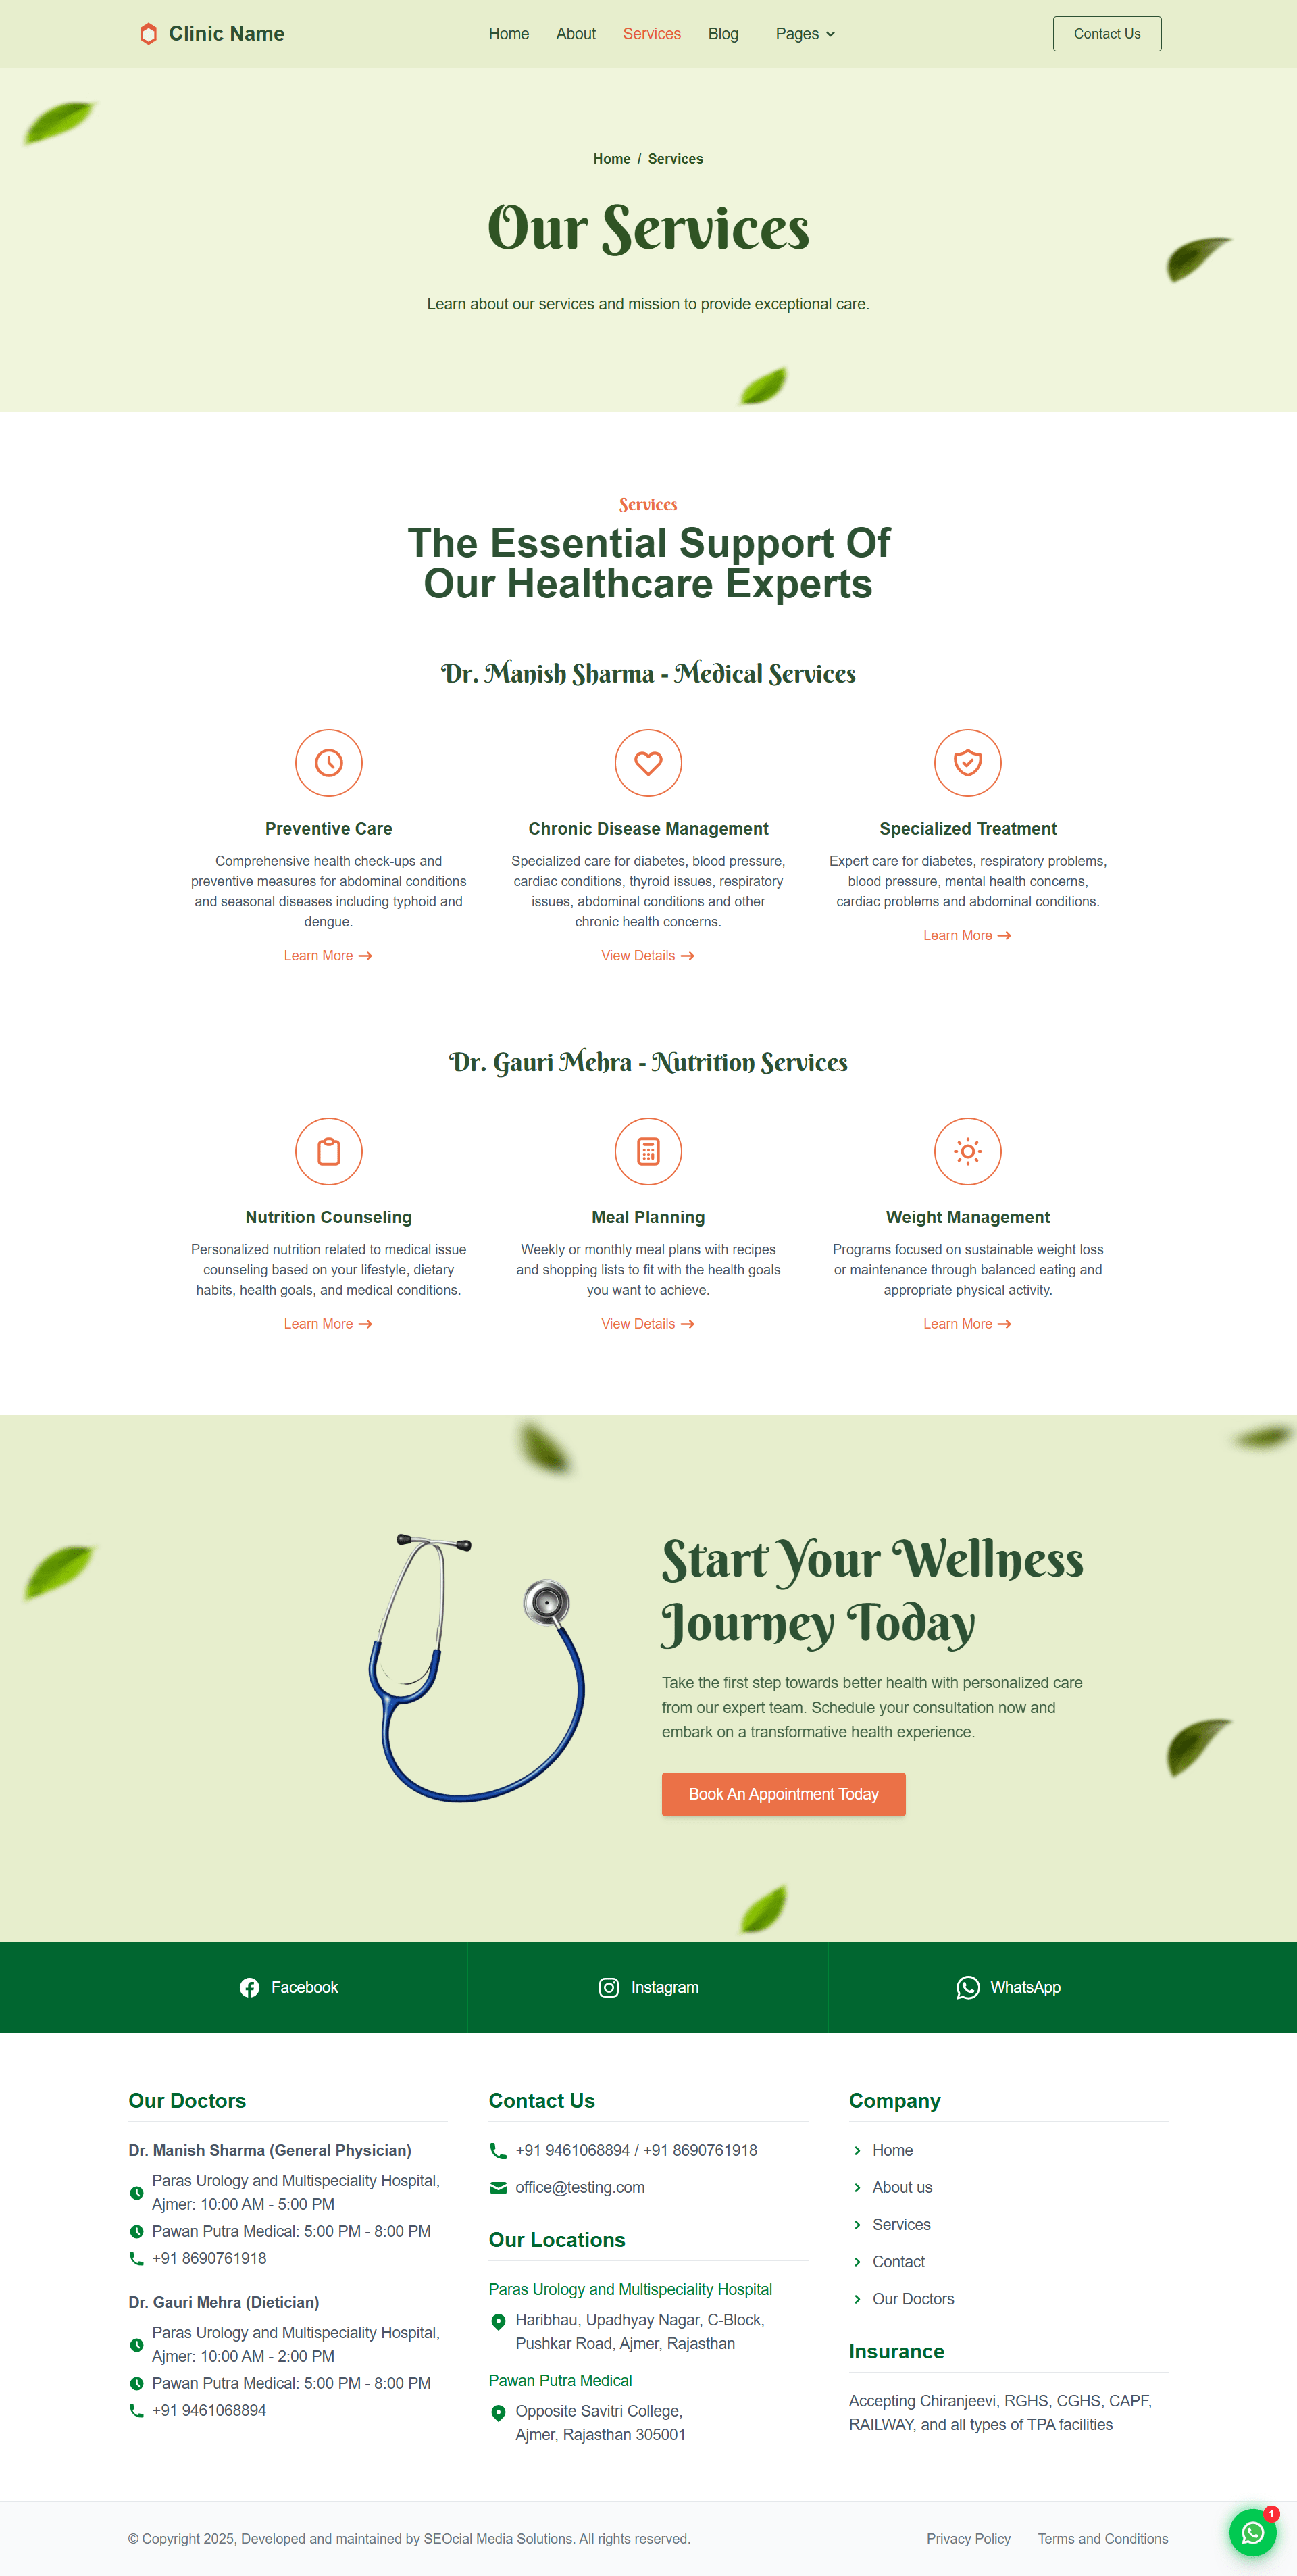 Clinic Name
Home
About
Services
Blog
Pages
Contact Us
Home / Services
Our Services
Learn about our services and mission to provide exceptional care.
Services
The Essential Support Of
Our Healthcare Experts
Dr. Manish Sharma - Medical Services
Preventive Care
Comprehensive health check-ups and
preventive measures for abdominal conditions
and seasonal diseases including typhoid and
dengue.
Learn More
Chronic Disease Management
Specialized care for diabetes, blood pressure,
cardiac conditions, thyroid issues, respiratory
issues, abdominal conditions and other
chronic health concerns.
View Details
Specialized Treatment
Expert care for diabetes, respiratory problems,
blood pressure, mental health concerns,
cardiac problems and abdominal conditions.
Learn More
Dr. Gauri Mehra - Nutrition Services
Nutrition Counseling
Personalized nutrition related to medical issue
counseling based on your lifestyle, dietary
habits, health goals, and medical conditions.
Learn More
Meal Planning
Weekly or monthly meal plans with recipes
and shopping lists to fit with the health goals
you want to achieve.
View Details
Weight Management
Programs focused on sustainable weight loss
or maintenance through balanced eating and
appropriate physical activity.
Learn More
Start Your Wellness
Journey Today
Take the first step towards better health with personalized care
from our expert team. Schedule your consultation now and
embark on a transformative health experience.
Book An Appointment Today
Facebook
Instagram
WhatsApp
Our Doctors
Dr. Manish Sharma (General Physician)
Paras Urology and Multispeciality Hospital,
Ajmer: 10:00 AM - 5:00 PM
Pawan Putra Medical: 5:00 PM - 8:00 PM
+91 8690761918
Dr. Gauri Mehra (Dietician)
Paras Urology and Multispeciality Hospital,
Ajmer: 10:00 AM - 2:00 PM
Pawan Putra Medical: 5:00 PM - 8:00 PM
+91 9461068894
Contact Us
+91 9461068894 / +91 8690761918
office@testing.com
Our Locations
Paras Urology and Multispeciality Hospital
Haribhau, Upadhyay Nagar, C-Block,
Pushkar Road, Ajmer, Rajasthan
Pawan Putra Medical
Opposite Savitri College,
Ajmer, Rajasthan 305001
Company
Home
About us
Services
Contact
Our Doctors
Insurance
Accepting Chiranjeevi, RGHS, CGHS, CAPF,
RAILWAY, and all types of TPA facilities
© Copyright 2025, Developed and maintained by SEOcial Media Solutions. All rights reserved.
Privacy Policy
Terms and Conditions
1